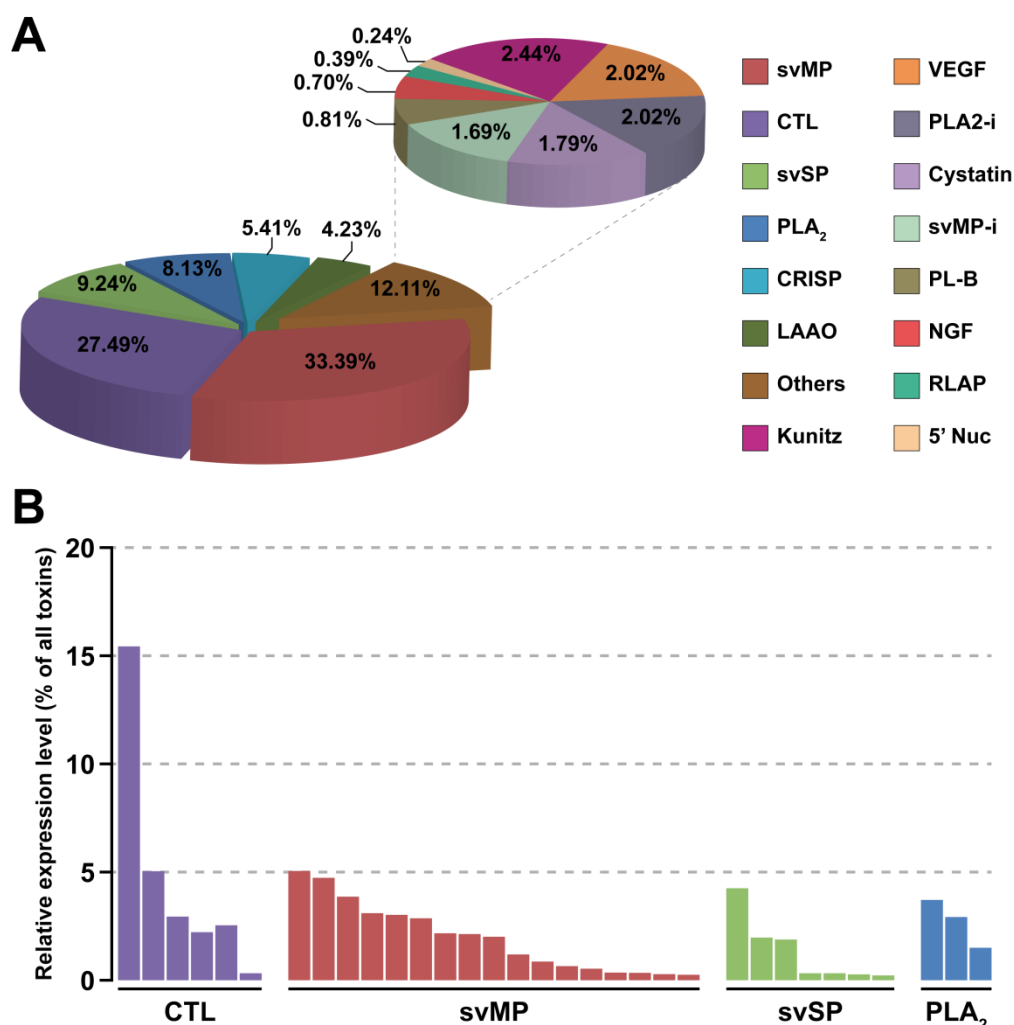 A
0.24%
0.39%
0.70%
0.81%
2.44%
2.02%
2.02%
1.79%
1.69%
5.41%
4.23%
9.24%
8.13%
12.11%
27.49%
33.39%
svMP
CTL
svSP
PLA₂
CRISP
LAAO
Others
Kunitz
VEGF
PLA2-i
Cystatin
svMP-i
PL-B
NGF
RLAP
5’ Nuc
B
Relative expression level (% of all toxins)
20
15
10
5
0
CTL
svMP
svSP
PLA₂